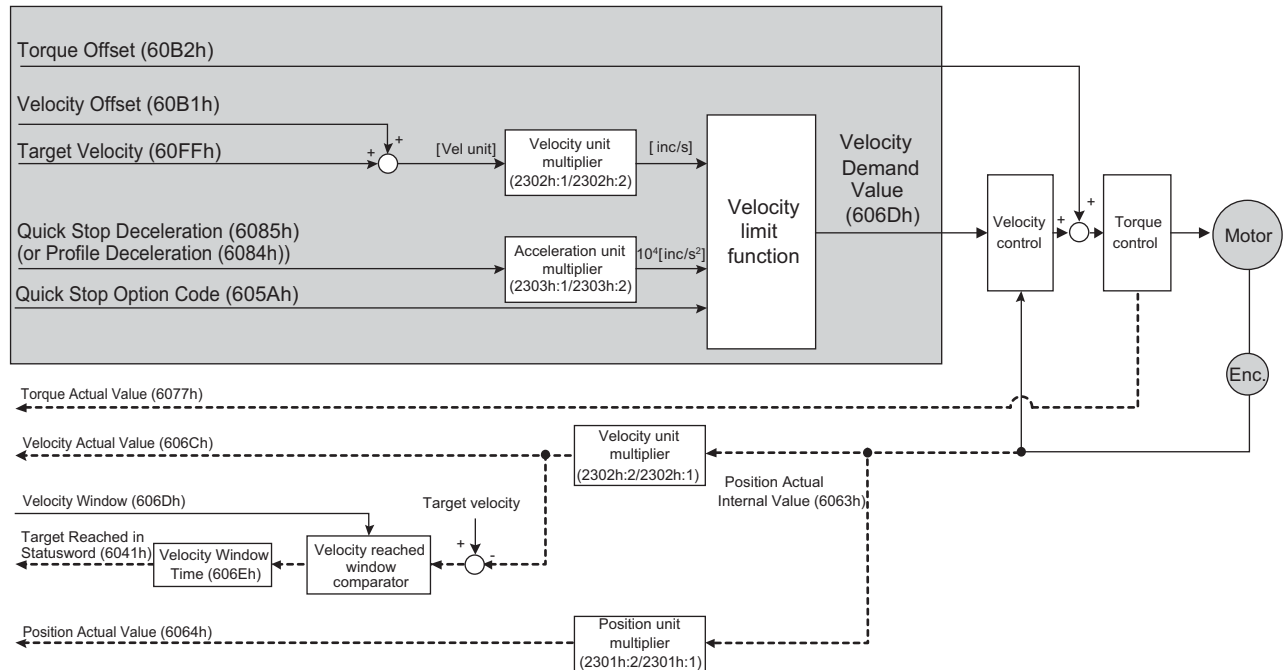 Torque Offset (60B2h)
Velocity Offset (60B1h)
+
Target Velocity (60FFh)
+
[Vel unit]
Velocity unit
multiplier
(2302h:1/2302h:2)
[ inc/s]
Quick Stop Deceleration (6085h)
(or Profile Deceleration (6084h))
Acceleration unit
multiplier
(2303h:1/2303h:2)
10⁴[inc/s²]
Quick Stop Option Code (605Ah)
Velocity
limit
function
Velocity
Demand
Value
(606Dh)
Velocity
control
+
+
Torque
control
Motor
Enc.
Torque Actual Value (6077h)
Velocity Actual Value (606Ch)
Velocity unit
multiplier
(2302h:2/2302h:1)
Position Actual
Internal Value (6063h)
Velocity Window (606Dh)
Target velocity
+
-
Target Reached in
Statusword (6041h)
Velocity Window
Time (606Eh)
Velocity reached
window
comparator
Position Actual Value (6064h)
Position unit
multiplier
(2301h:2/2301h:1)